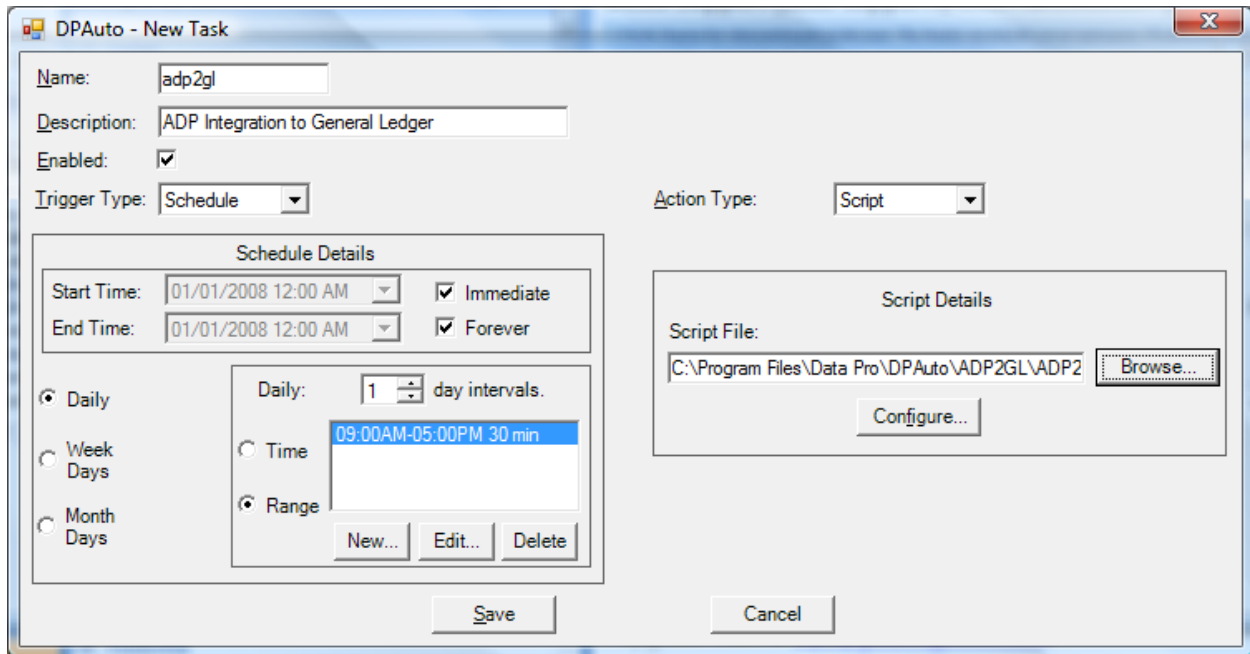 DPAuto - New Task
Name: adp2gl
Description: ADP Integration to General Ledger
Enabled:
Trigger Type: Schedule
Action Type: Script
Schedule Details
Start Time: 01/01/2008 12:00 AM Immediate
End Time: 01/01/2008 12:00 AM Forever
Daily
Week
Days
Month
Days
Daily: 1 day intervals.
Time
Range
09:00AM-05:00PM 30 min
New... Edit... Delete
Script Details
Script File:
C:\Program Files\Data Pro\DPAuto\ADP2GL\ADP2 Browse...
Configure...
Save Cancel